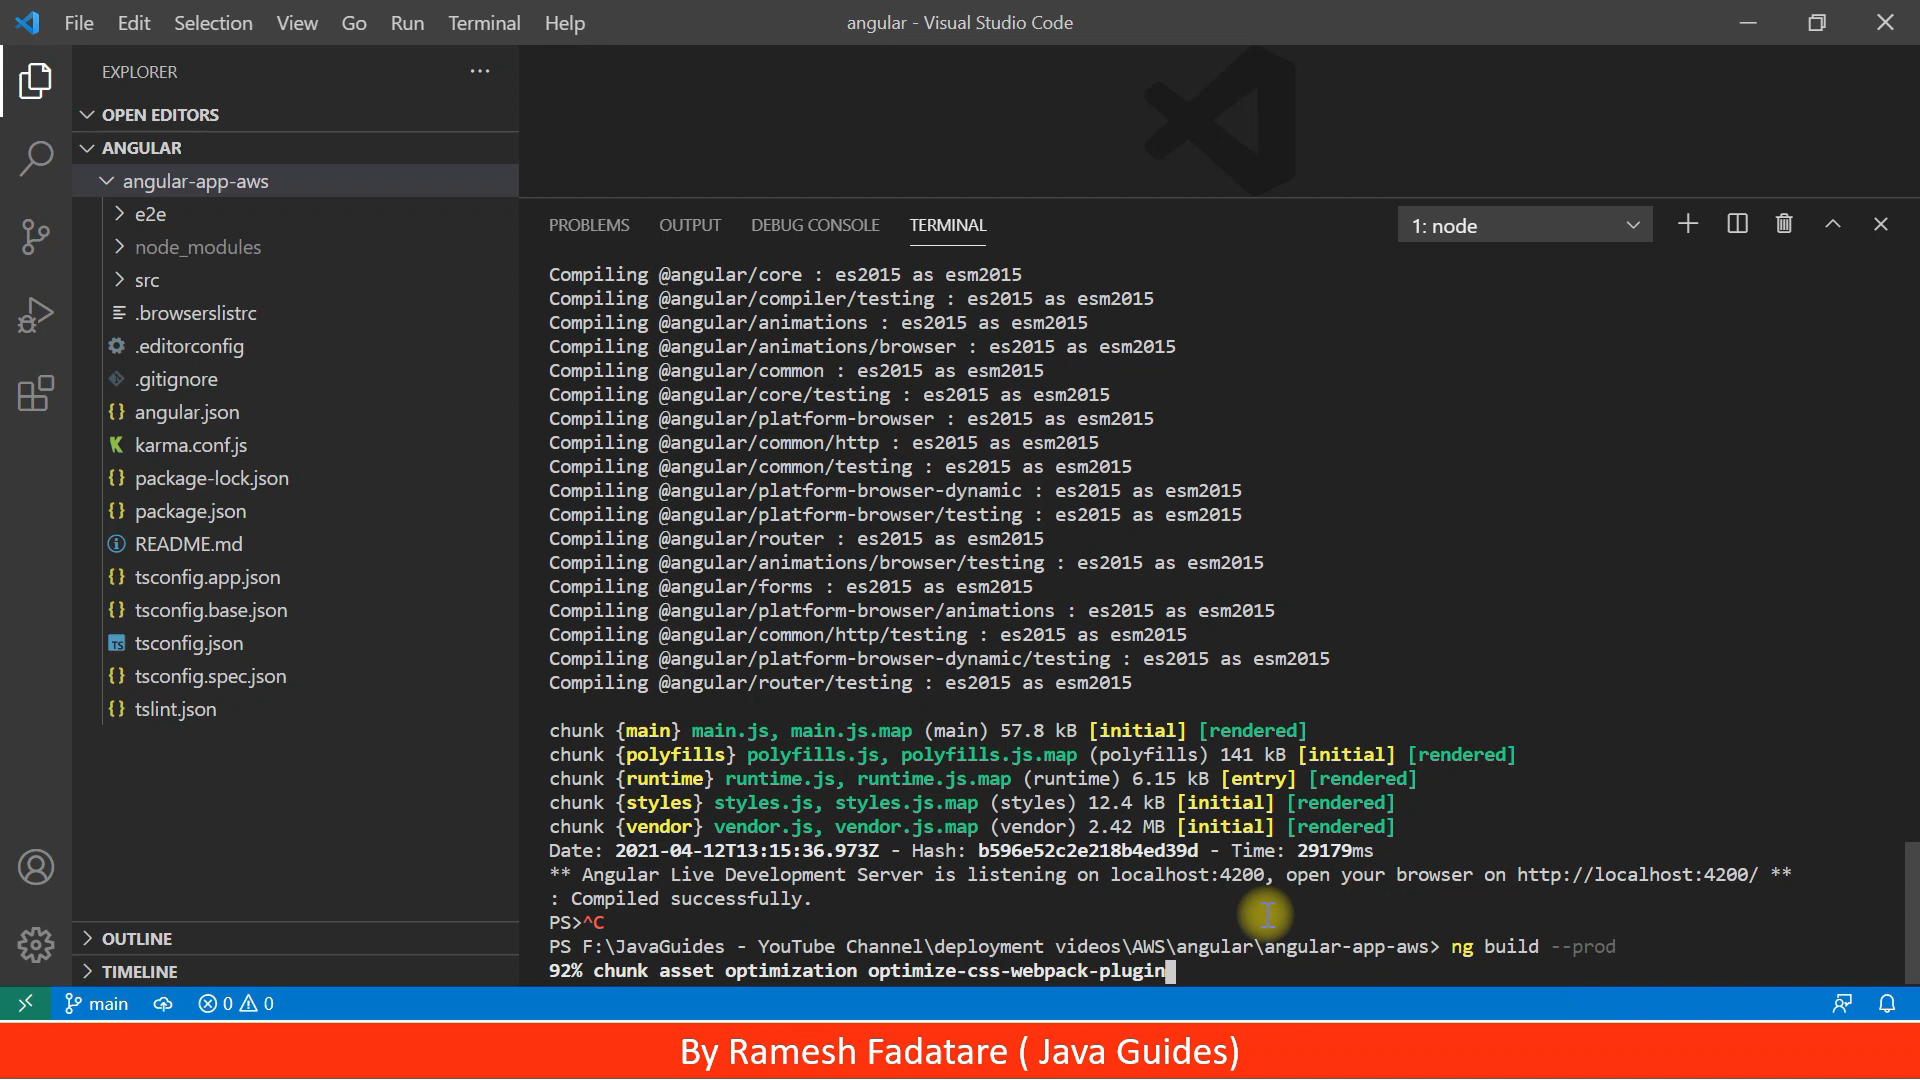 File Edit Selection View Go Run Terminal Help
angular - Visual Studio Code
EXPLORER
OPEN EDITORS
ANGULAR
angular-app-aws
e2e
node_modules
src
.browserslistrc
.editorconfig
.gitignore
angular.json
karma.conf.js
package-lock.json
package.json
README.md
tsconfig.app.json
tsconfig.base.json
tsconfig.json
tsconfig.spec.json
tslint.json
OUTLINE
TIMELINE
PROBLEMS OUTPUT DEBUG CONSOLE TERMINAL
1: node
Compiling @angular/core : es2015 as esm2015
Compiling @angular/compiler/testing : es2015 as esm2015
Compiling @angular/animations : es2015 as esm2015
Compiling @angular/animations/browser : es2015 as esm2015
Compiling @angular/common : es2015 as esm2015
Compiling @angular/core/testing : es2015 as esm2015
Compiling @angular/platform-browser : es2015 as esm2015
Compiling @angular/common/http : es2015 as esm2015
Compiling @angular/common/testing : es2015 as esm2015
Compiling @angular/platform-browser-dynamic : es2015 as esm2015
Compiling @angular/platform-browser/testing : es2015 as esm2015
Compiling @angular/router : es2015 as esm2015
Compiling @angular/animations/browser/testing : es2015 as esm2015
Compiling @angular/forms : es2015 as esm2015
Compiling @angular/platform-browser/animations : es2015 as esm2015
Compiling @angular/common/http/testing : es2015 as esm2015
Compiling @angular/platform-browser-dynamic/testing : es2015 as esm2015
Compiling @angular/router/testing : es2015 as esm2015
chunk {main} main.js, main.js.map (main) 57.8 kB [initial] [rendered]
chunk {polyfills} polyfills.js, polyfills.js.map (polyfills) 141 kB [initial] [rendered]
chunk {runtime} runtime.js, runtime.js.map (runtime) 6.15 kB [entry] [rendered]
chunk {styles} styles.js, styles.js.map (styles) 12.4 kB [initial] [rendered]
chunk {vendor} vendor.js, vendor.js.map (vendor) 2.42 MB [initial] [rendered]
Date: 2021-04-12T13:15:36.973Z - Hash: b596e52c2e218b4ed39d - Time: 29179ms
** Angular Live Development Server is listening on localhost:4200, open your browser on http://localhost:4200/ **
: Compiled successfully.
PS>^C
PS F:\JavaGuides - YouTube Channel\deployment videos\AWS\angular\angular-app-aws> ng build --prod
92% chunk asset optimization optimize-css-webpack-plugin
main 0 0
By Ramesh Fadatare ( Java Guides)